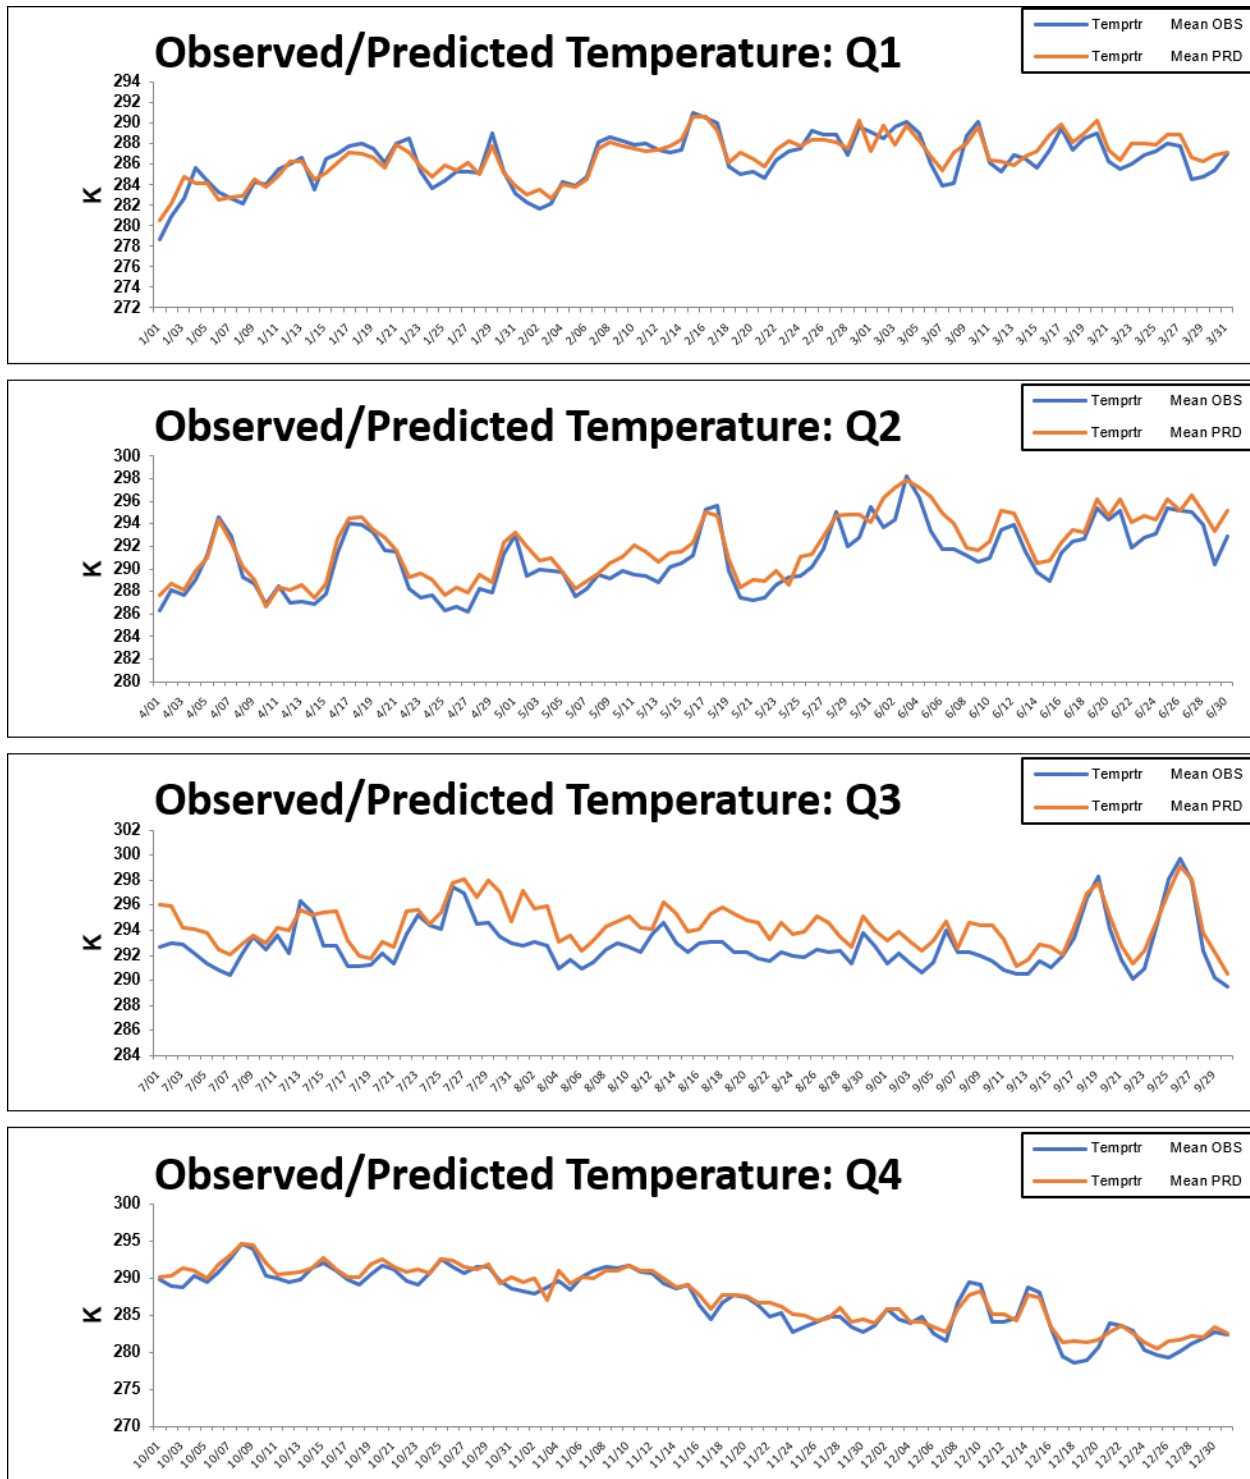 Observed/Predicted Temperature: Q1
Temprtr Mean OBS
Temprtr Mean PRD
K
294
292
290
288
286
284
282
280
278
276
274
272
1/01 1/03 1/05 1/07 1/09 1/11 1/13 1/15 1/17 1/19 1/21 1/23 1/25 1/27 1/29 1/31 2/02 2/04 2/06 2/08 2/10 2/12 2/14 2/16 2/18 2/20 2/22 2/24 2/26 2/28 3/01 3/03 3/05 3/07 3/09 3/11 3/13 3/15 3/17 3/19 3/21 3/23 3/25 3/27 3/29 3/31
Observed/Predicted Temperature: Q2
Temprtr Mean OBS
Temprtr Mean PRD
K
300
298
296
294
292
290
288
286
284
282
280
4/01 4/03 4/05 4/07 4/09 4/11 4/13 4/15 4/17 4/19 4/21 4/23 4/25 4/27 4/29 5/01 5/03 5/05 5/07 5/09 5/11 5/13 5/15 5/17 5/19 5/21 5/23 5/25 5/27 5/29 5/31 6/02 6/04 6/06 6/08 6/10 6/12 6/14 6/16 6/18 6/20 6/22 6/24 6/26 6/28 6/30
Observed/Predicted Temperature: Q3
Temprtr Mean OBS
Temprtr Mean PRD
K
302
300
298
296
294
292
290
288
286
284
7/01 7/03 7/05 7/07 7/09 7/11 7/13 7/15 7/17 7/19 7/21 7/23 7/25 7/27 7/29 7/31 8/02 8/04 8/06 8/08 8/10 8/12 8/14 8/16 8/18 8/20 8/22 8/24 8/26 8/28 8/30 9/01 9/03 9/05 9/07 9/09 9/11 9/13 9/15 9/17 9/19 9/21 9/23 9/25 9/27 9/29
Observed/Predicted Temperature: Q4
Temprtr Mean OBS
Temprtr Mean PRD
K
300
295
290
285
280
275
270
10/01 10/03 10/05 10/07 10/09 10/11 10/13 10/15 10/17 10/19 10/21 10/23 10/25 10/27 10/29 10/31 11/02 11/04 11/06 11/08 11/10 11/12 11/14 11/16 11/18 11/20 11/22 11/24 11/26 11/28 11/30 12/02 12/04 12/06 12/08 12/10 12/12 12/14 12/16 12/18 12/20 12/22 12/24 12/26 12/28 12/30